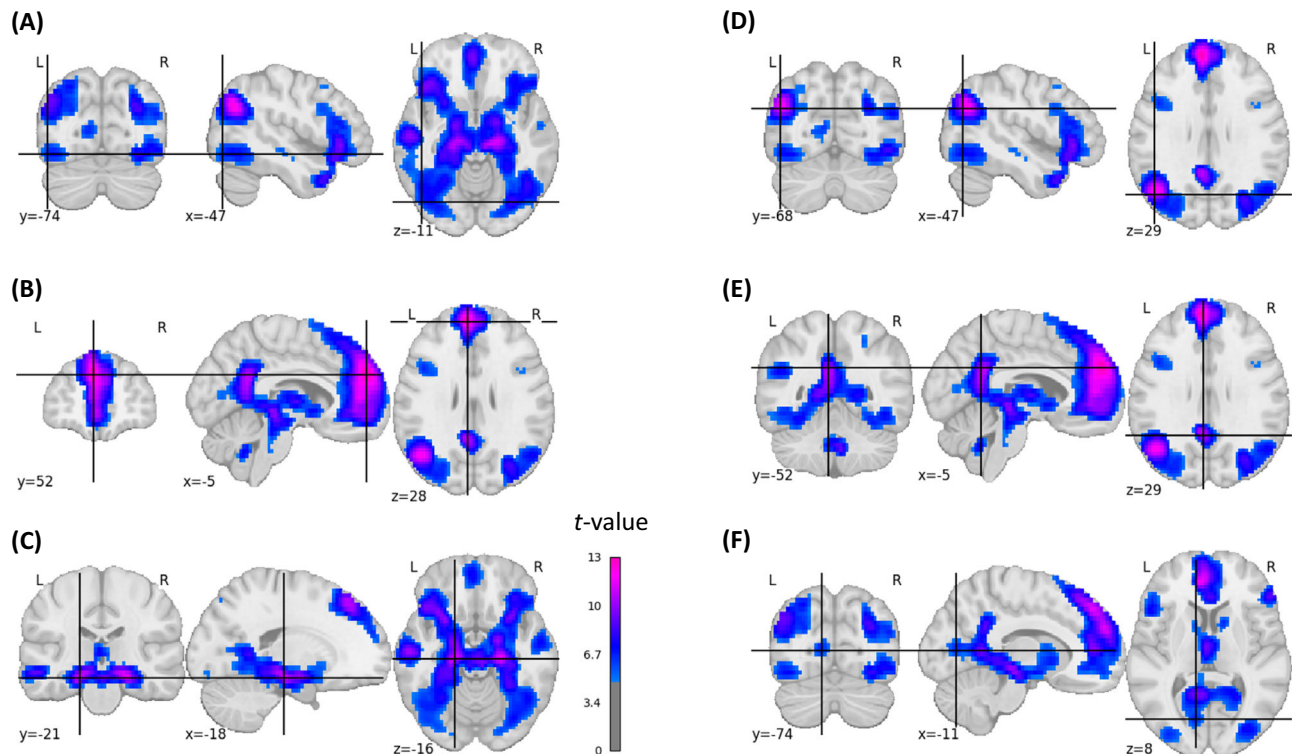 (A)
L
R
L
R
y=-74
x=-47
z=-11
(B)
L
R
L
R
y=52
x=-5
z=28
(C)
L
R
L
R
y=-21
x=-18
z=-16
t-value
13
10
6.7
3.4
0
(D)
L
R
L
R
y=-68
x=-47
z=29
(E)
L
R
L
R
y=-52
x=-5
z=29
(F)
L
R
L
R
y=-74
x=-11
z=8